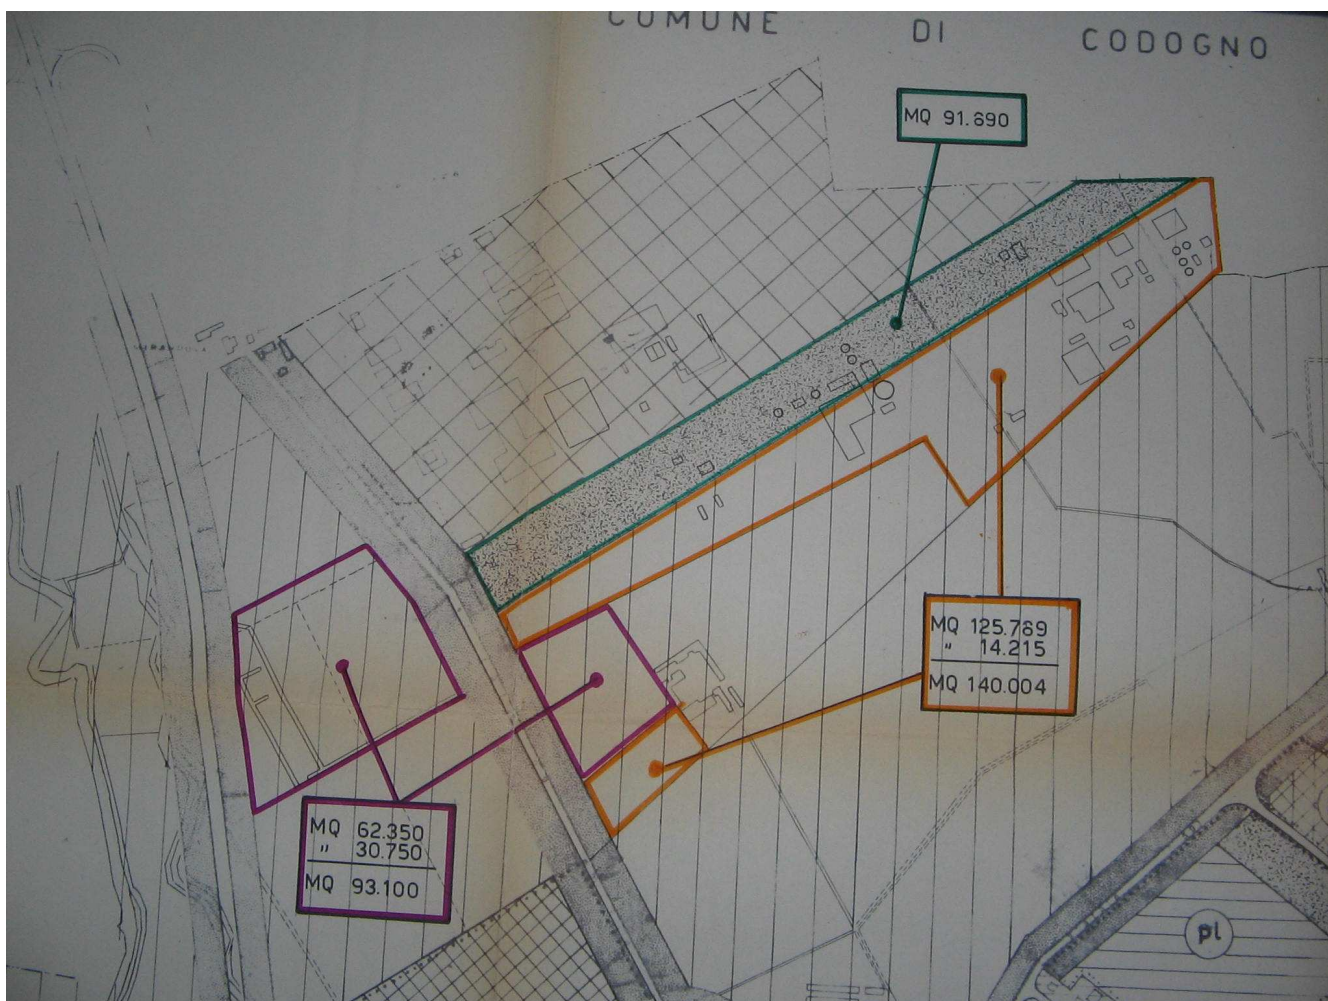 COMUNE DI CODOGNO
MQ 91.690
MQ 125.789
" 14.215
MQ 140.004
MQ 62.350
" 30.750
MQ 93.100
pl